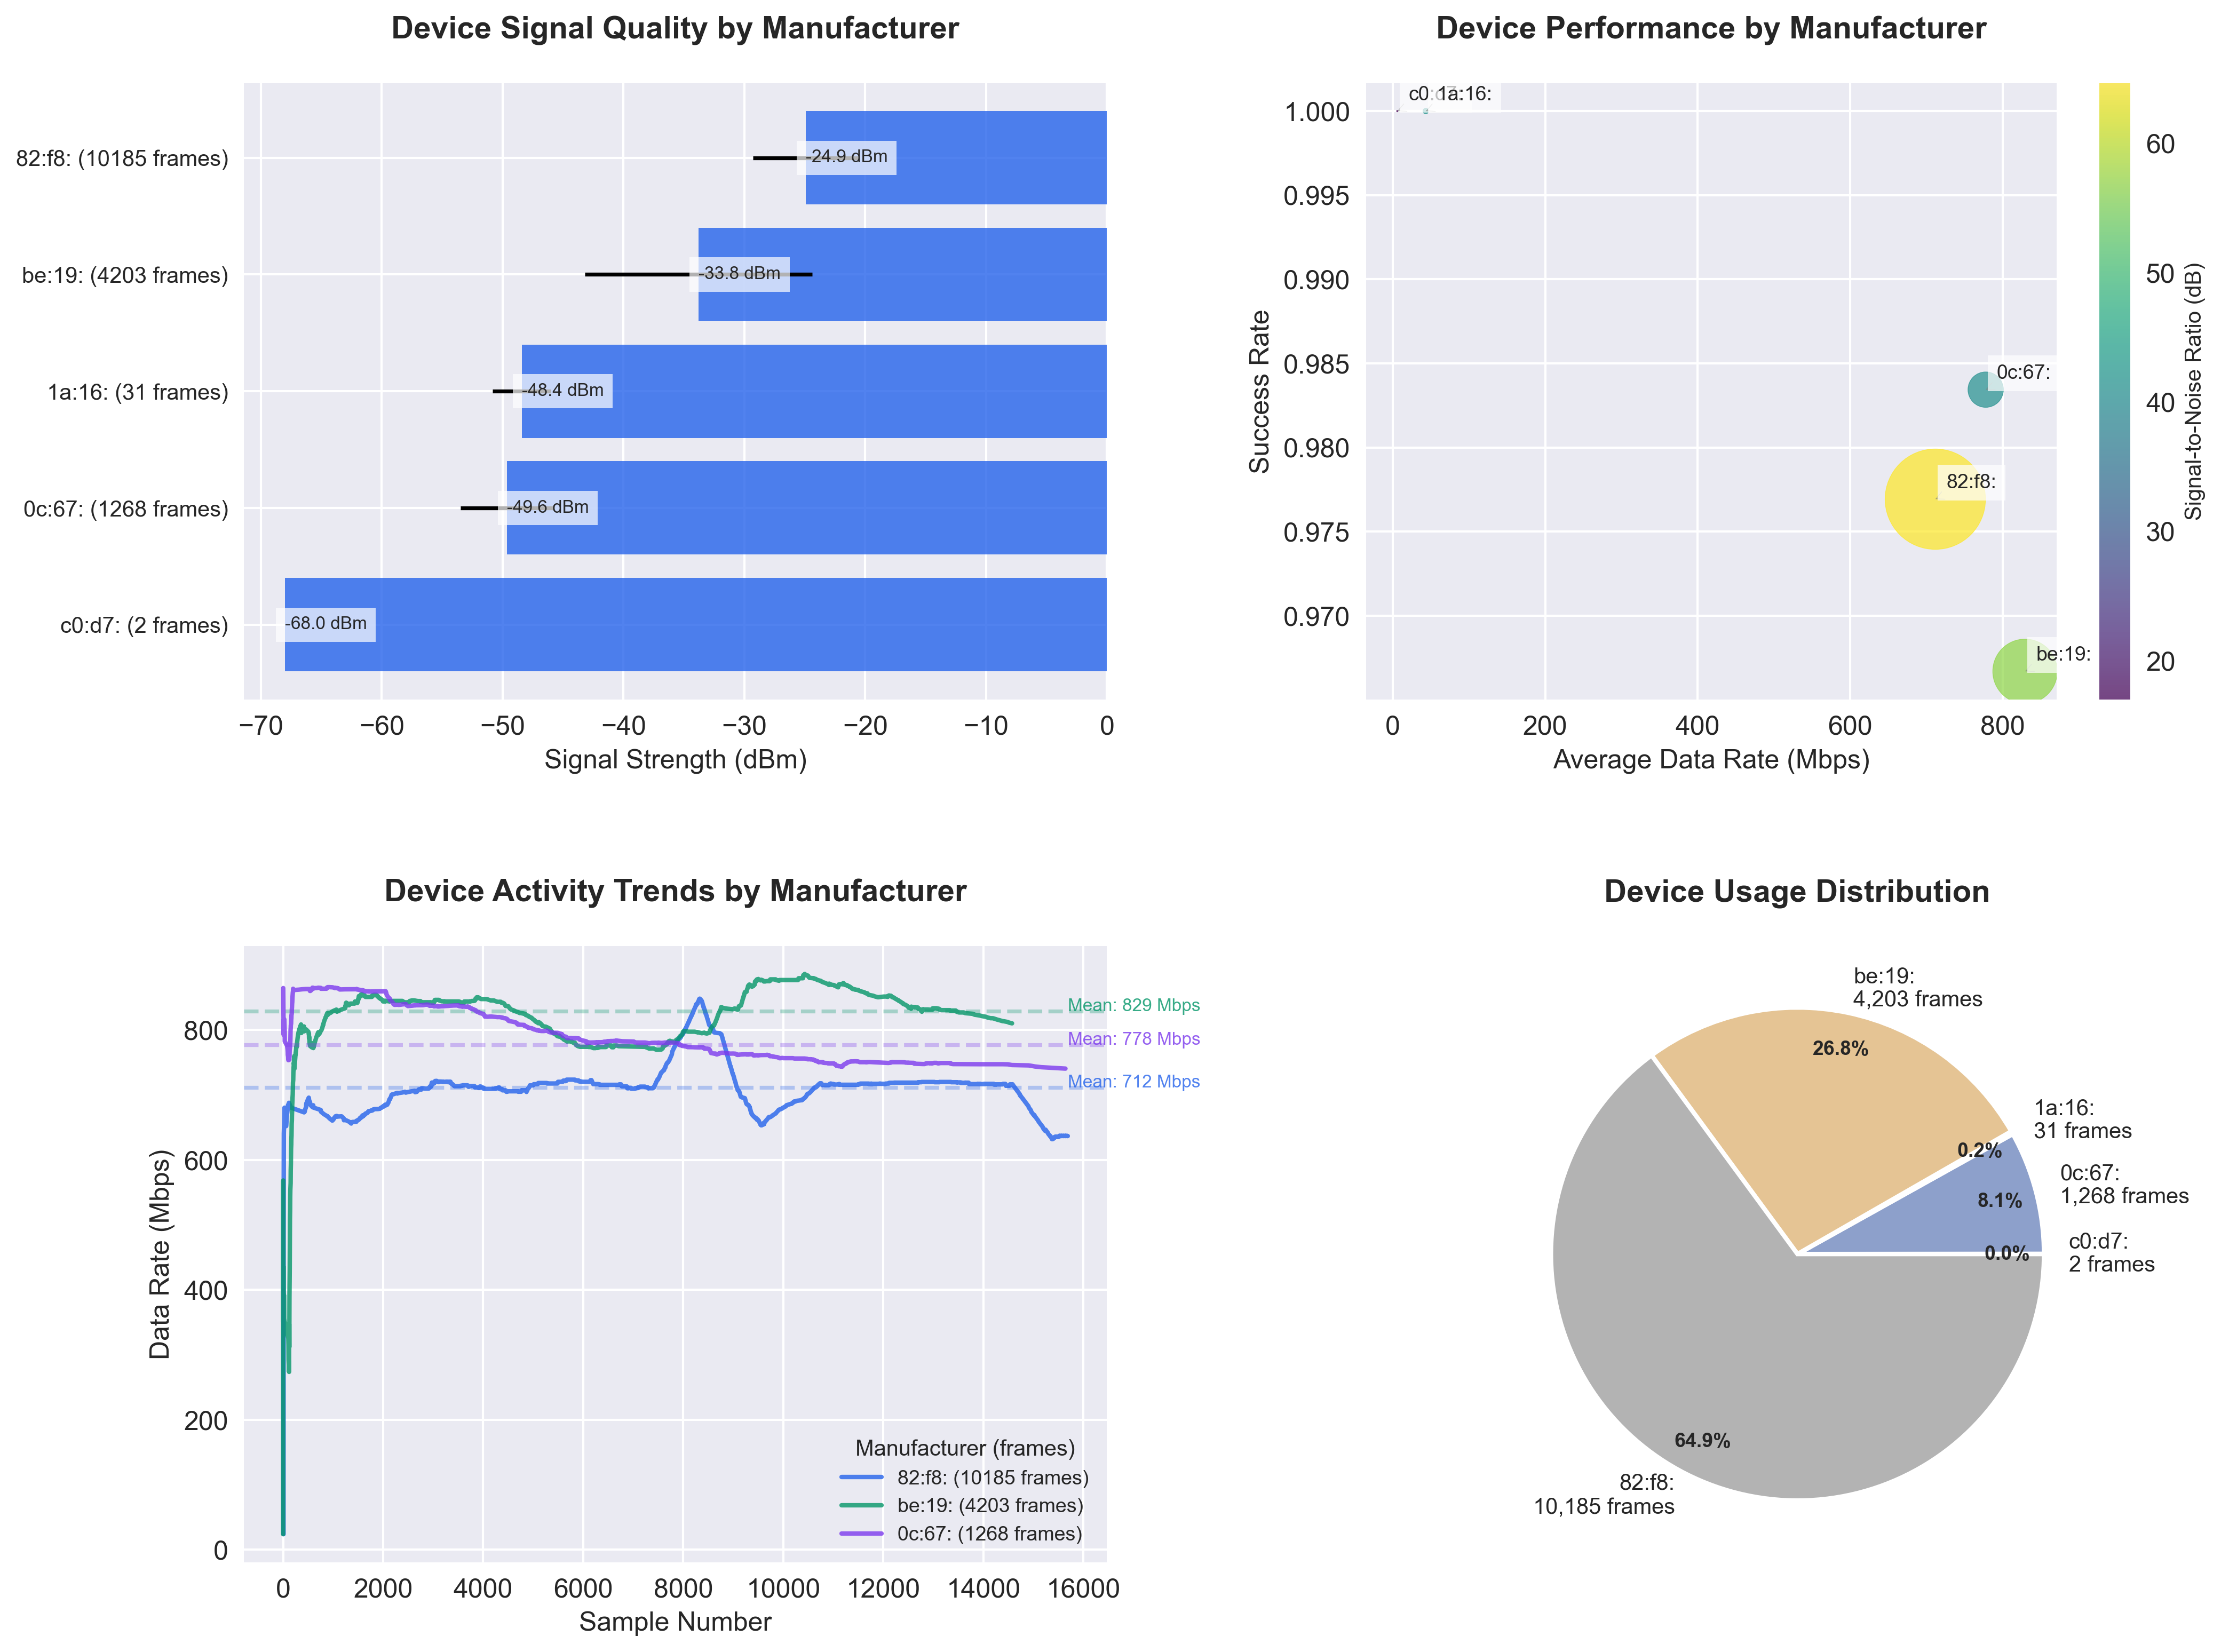 Device Signal Quality by Manufacturer
82:f8: (10185 frames)
be:19: (4203 frames)
1a:16: (31 frames)
0c:67: (1268 frames)
c0:d7: (2 frames)
-24.9 dBm
-33.8 dBm
-48.4 dBm
-49.6 dBm
-68.0 dBm
−70 −60 −50 −40 −30 −20 −10 0
Signal Strength (dBm)
Device Performance by Manufacturer
Success Rate
1.000
0.995
0.990
0.985
0.980
0.975
0.970
c0:
1a:16:
0c:67:
82:f8:
be:19:
0 200 400 600 800
Average Data Rate (Mbps)
60
50
40
30
20
Signal-to-Noise Ratio (dB)
Device Activity Trends by Manufacturer
Data Rate (Mbps)
800
600
400
200
0
Mean: 829 Mbps
Mean: 778 Mbps
Mean: 712 Mbps
Manufacturer (frames)
82:f8: (10185 frames)
be:19: (4203 frames)
0c:67: (1268 frames)
0 2000 4000 6000 8000 10000 12000 14000 16000
Sample Number
Device Usage Distribution
be:19:
4,203 frames
26.8%
1a:16:
31 frames
0.2%
0c:67:
1,268 frames
8.1%
c0:d7:
2 frames
0.0%
64.9%
82:f8:
10,185 frames